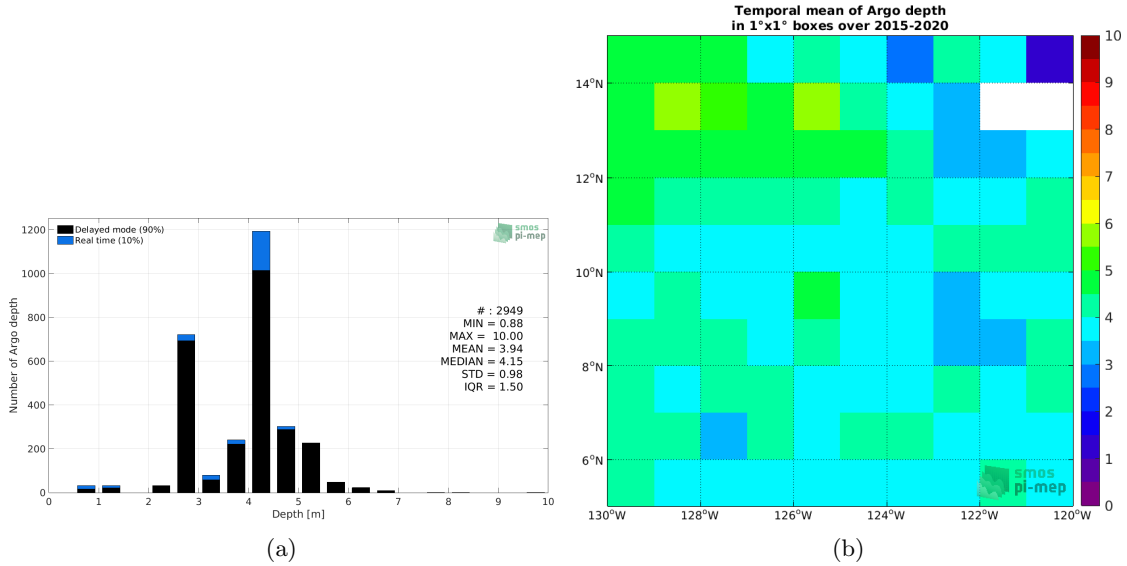 Number of Argo depth
1200
1000
800
600
400
200
0
Delayed mode (90%)
Real time (10%)
smos
pi-mep
# : 2949
MIN = 0.88
MAX = 10.00
MEAN = 3.94
MEDIAN = 4.15
STD = 0.98
IQR = 1.50
0 1 2 3 4 5 6 7 8 9 10
Depth [m]
(a)
Temporal mean of Argo depth
in 1°x1° boxes over 2015-2020
14°N
12°N
10°N
8°N
6°N
130°W 128°W 126°W 124°W 122°W 120°W
smos
pi-mep
10
9
8
7
6
5
4
3
2
1
0
(b)